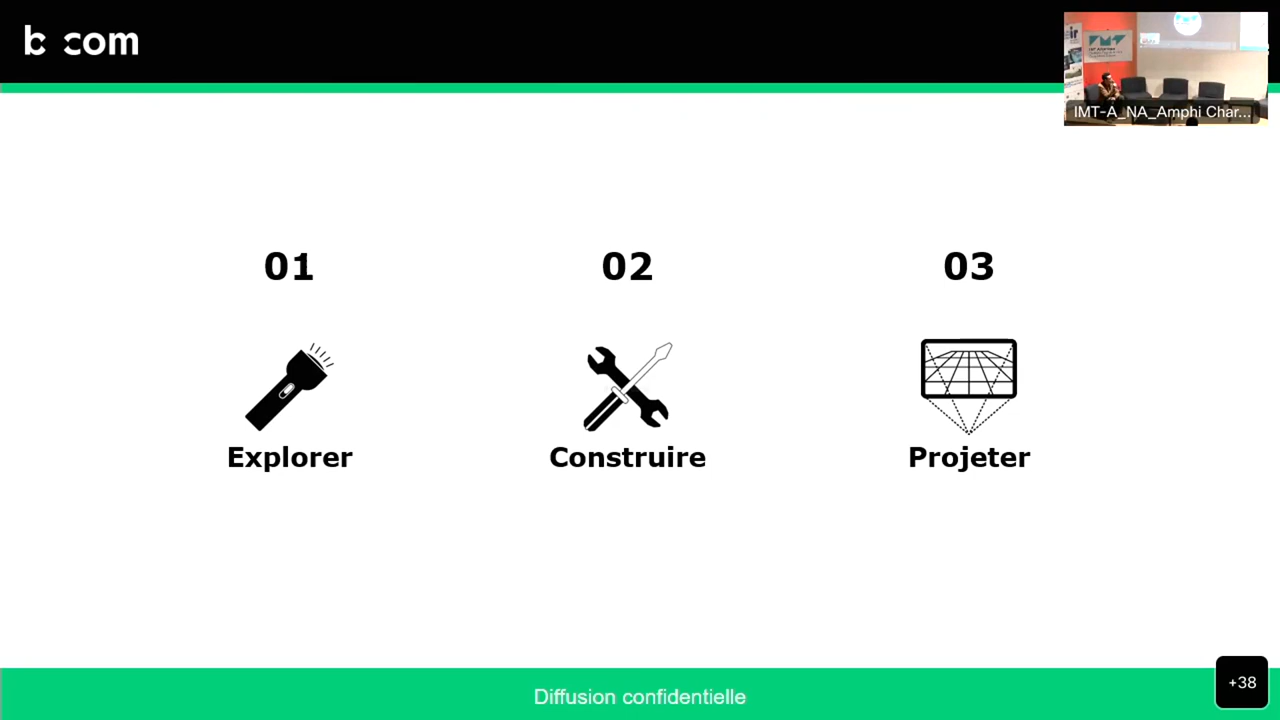 b com
IMT-A_NA_Amphi Char...
01
02
03
Explorer
Construire
Projeter
Diffusion confidentielle
+38